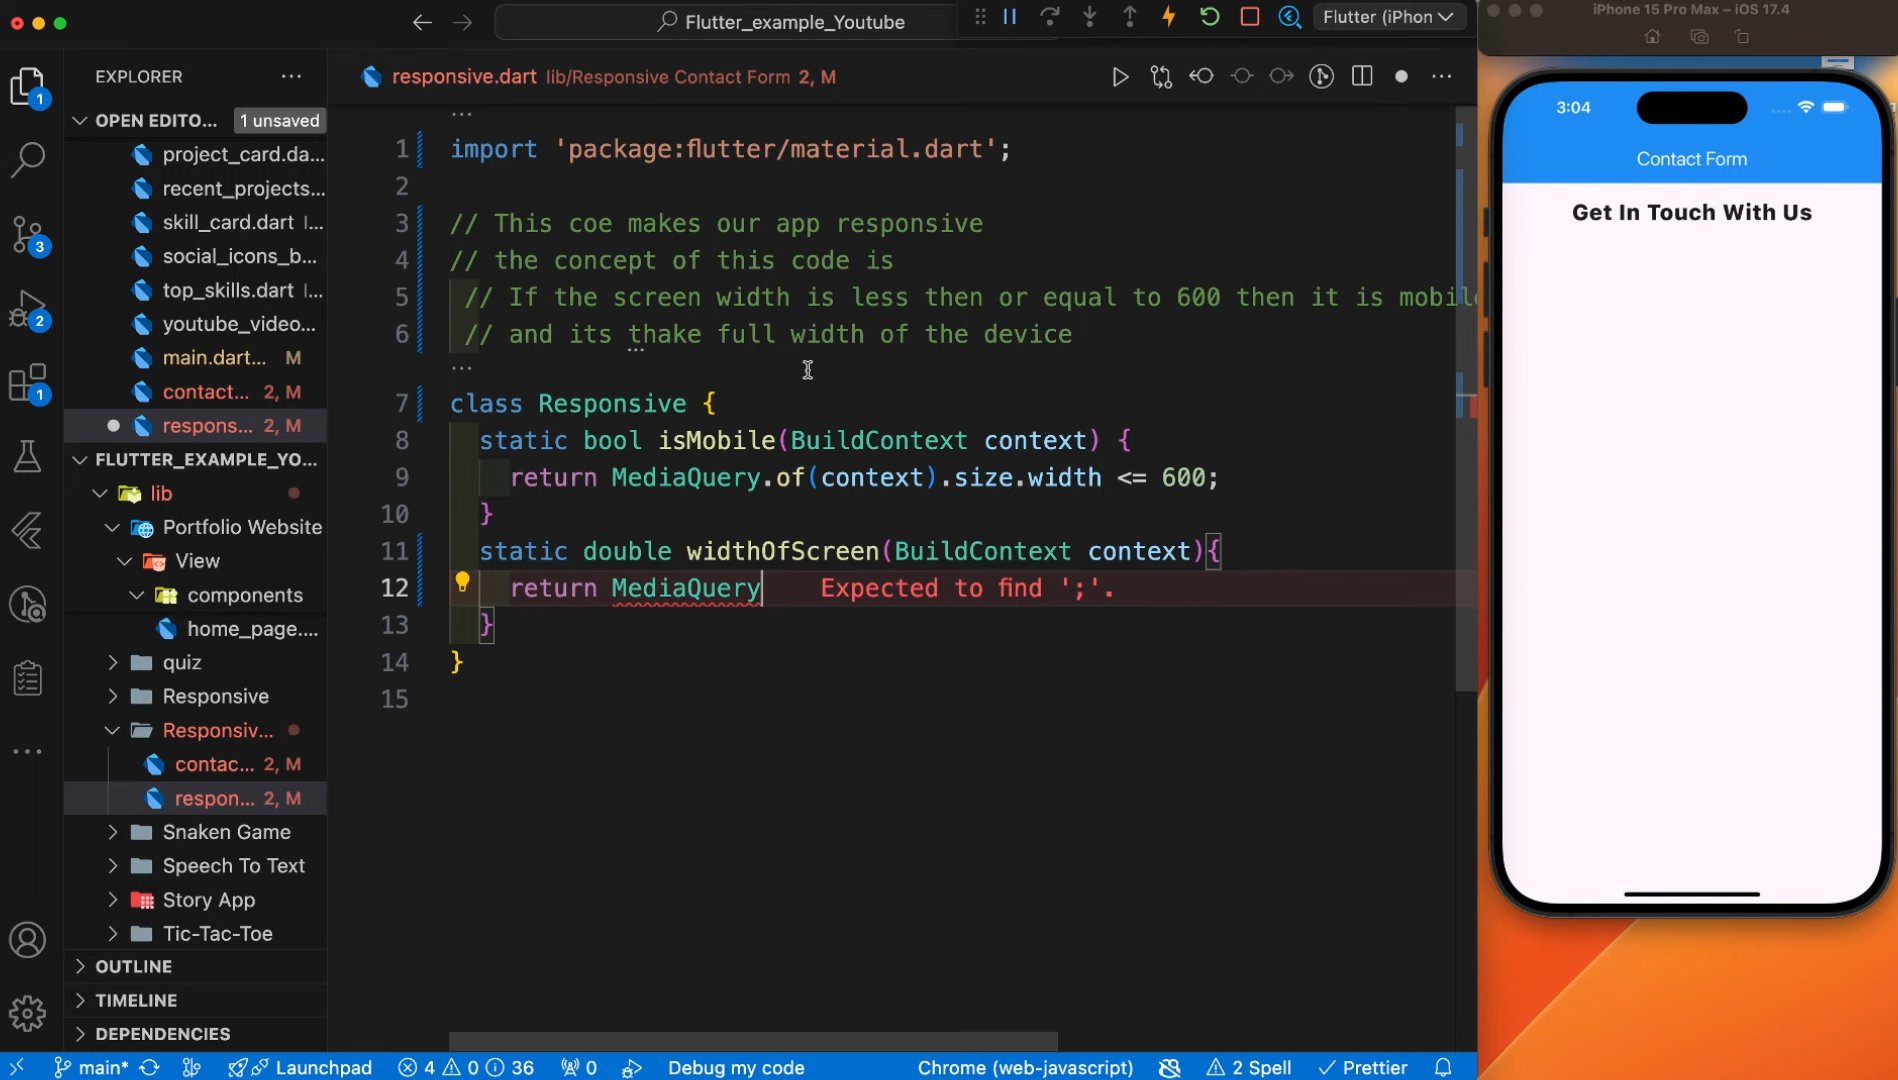 Flutter_example_Youtube
Flutter (iPhon
iPhone 15 Pro Max – iOS 17.4
EXPLORER
responsive.dart lib/Responsive Contact Form 2, M
OPEN EDITO... 1 unsaved
project_card.da...
recent_projects...
skill_card.dart l...
social_icons_b...
top_skills.dart l...
youtube_video...
main.dart... M
contact... 2, M
respons... 2, M
FLUTTER_EXAMPLE_YO...
lib
Portfolio Website
View
components
home_page....
quiz
Responsive
Responsiv...
contac... 2, M
respon... 2, M
Snaken Game
Speech To Text
Story App
Tic-Tac-Toe
OUTLINE
TIMELINE
DEPENDENCIES
1
1 import 'package:flutter/material.dart';
2
3 // This coe makes our app responsive
4 // the concept of this code is
5 // If the screen width is less then or equal to 600 then it is mobile
6 // and its thake full width of the device
7 class Responsive {
8 static bool isMobile(BuildContext context) {
9 return MediaQuery.of(context).size.width <= 600;
10 }
11 static double widthOfScreen(BuildContext context){
12 return MediaQuery Expected to find ';'.
13 }
14 }
15
3
2
1
3:04
Contact Form
Get In Touch With Us
main* Launchpad 4 0 36 0 Debug my code Chrome (web-javascript) 2 Spell Prettier